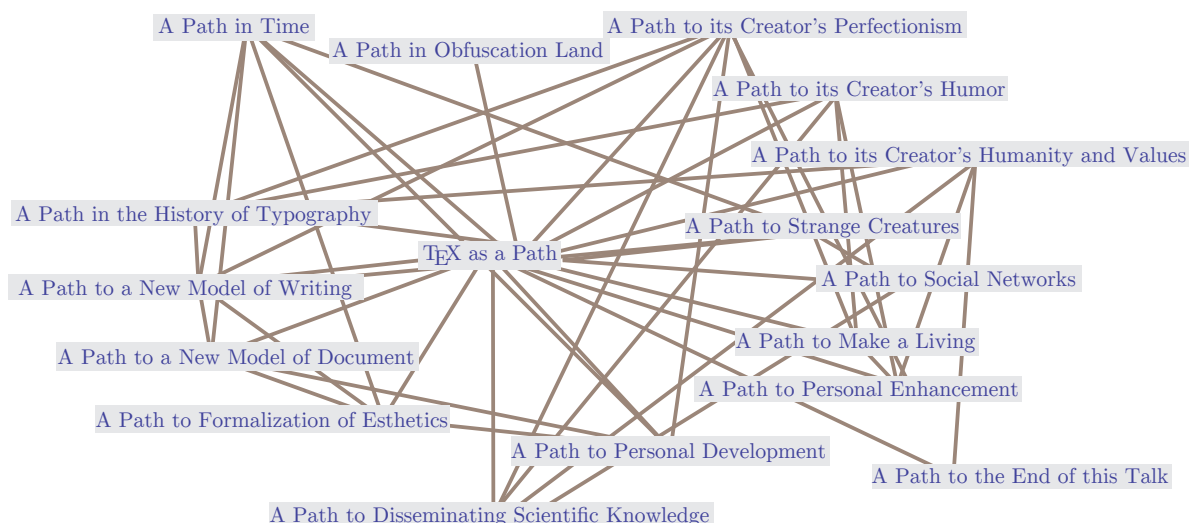 A Path in Time
A Path to its Creator's Perfectionism
A Path in Obfuscation Land
A Path to its Creator's Humor
A Path to its Creator's Humanity and Values
A Path in the History of Typography
A Path to Strange Creatures
TEX as a Path
A Path to Social Networks
A Path to a New Model of Writing
A Path to Make a Living
A Path to a New Model of Document
A Path to Personal Enhancement
A Path to Formalization of Esthetics
A Path to Personal Development
A Path to the End of this Talk
A Path to Disseminating Scientific Knowledge